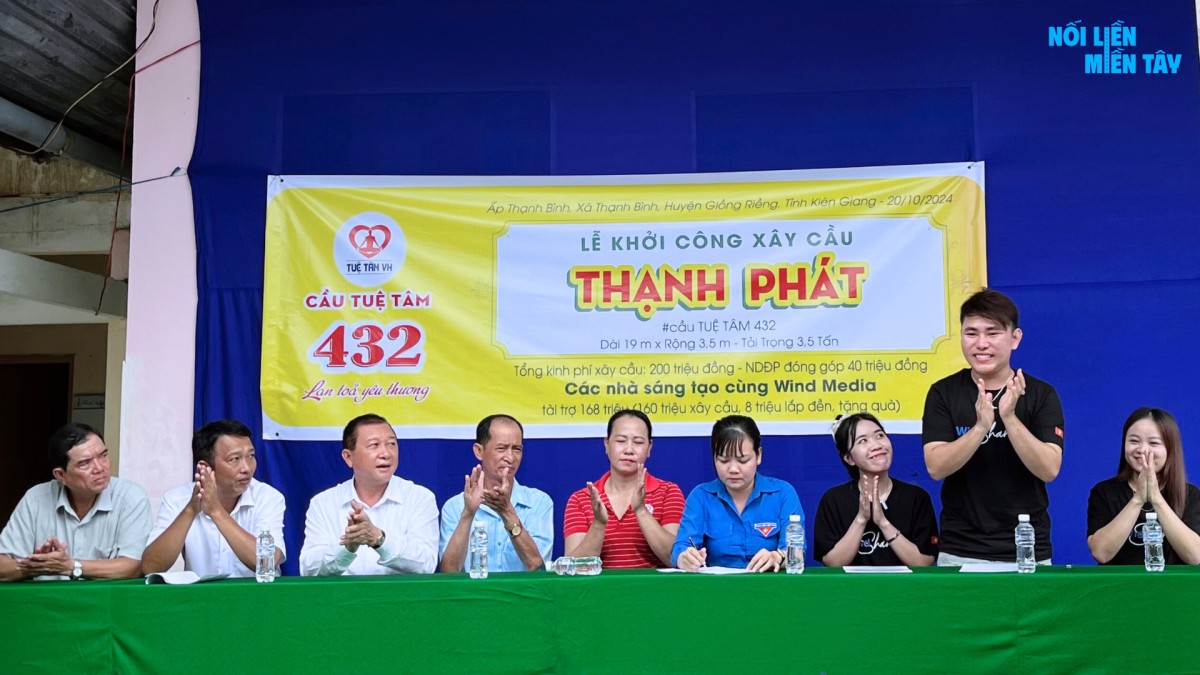 NỐI LIỀN
MIỀN TÂY
Ấp Thạnh Bình, Xã Thạnh Bình, Huyện Giồng Riềng, Tỉnh Kiên Giang - 20/10/2024
LỄ KHỞI CÔNG XÂY CẦU
THẠNH PHÁT
#cầu TUỆ TÂM 432
Dài 19 m x Rộng 3.5 m - Tải Trọng 3.5 Tấn
TUỆ TÂN VH
CẦU TUỆ TÂM
432
Lan toả yêu thương
Tổng kinh phí xây cầu: 200 triệu đồng - NDĐP đóng góp 40 triệu đồng
Các nhà sáng tạo cùng Wind Media
tài trợ 168 triệu (160 triệu xây cầu, 8 triệu lắp đèn, tặng quà)